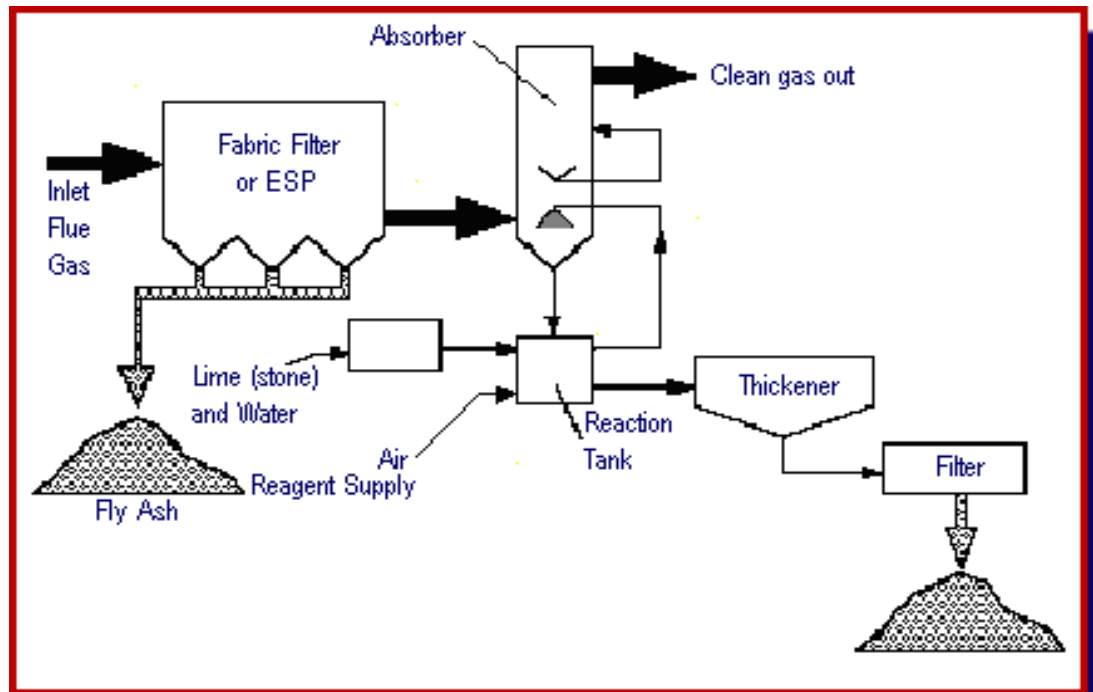 Absorber
Clean gas out
Fabric Filter
or ESP
Inlet
Flue
Gas
Lime (stone)
and Water
Thickener
Reaction
Tank
Air
Reagent Supply
Filter
Fly Ash